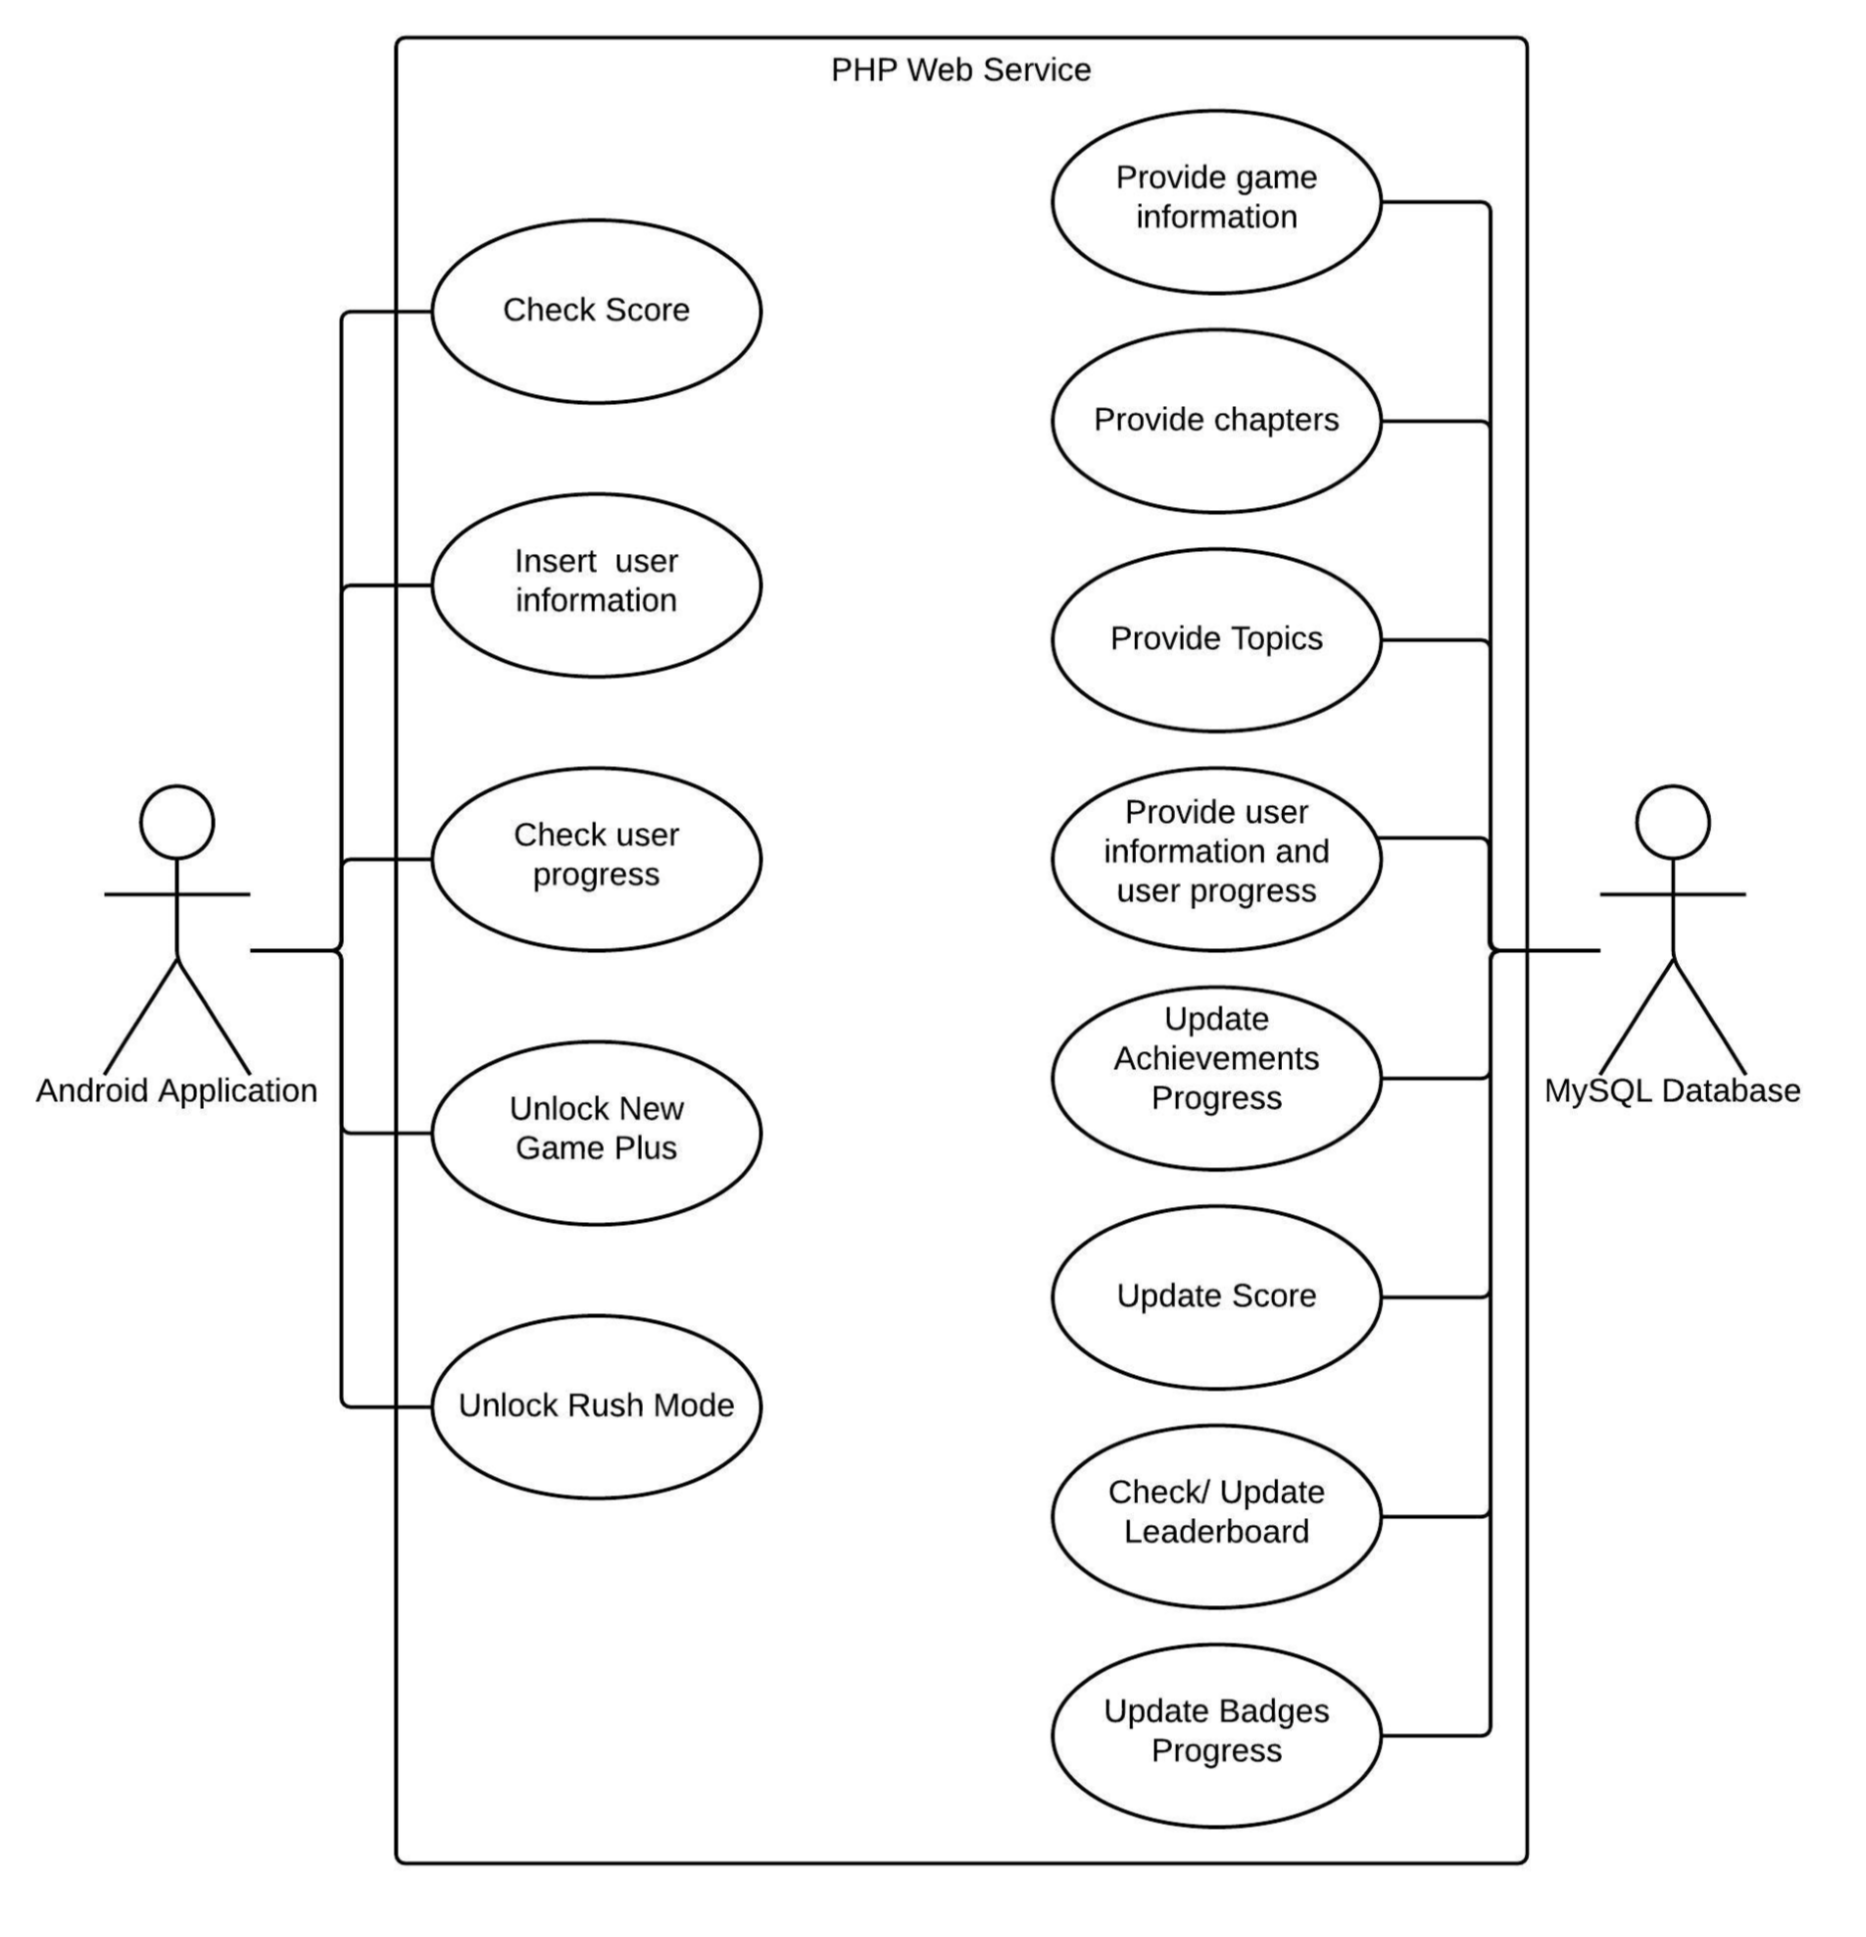 PHP Web Service
Check Score
Insert  user
information
Check user
progress
Unlock New
Game Plus
Unlock Rush Mode
Provide game
information
Provide chapters
Provide Topics
Provide user
information and
user progress
Update
Achievements
Progress
Update Score
Check/ Update
Leaderboard
Update Badges
Progress
Android Application
MySQL Database